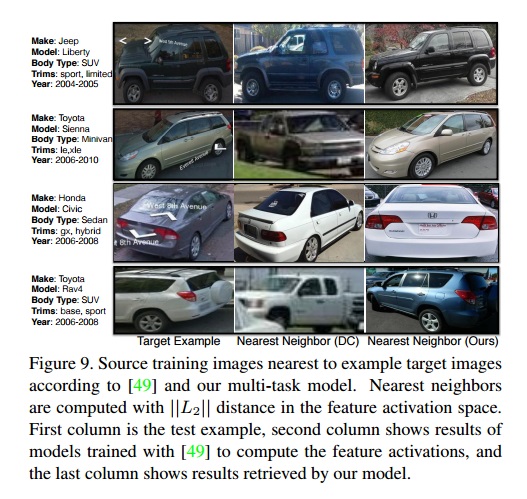 Make: Jeep
Model: Liberty
Body Type: SUV
Trims: sport, limited
Year: 2004-2005
Make: Toyota
Model: Sienna
Body Type: Minivan
Trims: le,xle
Year: 2006-2010
Everett Avenue
Make: Honda
Model: Civic
Body Type: Sedan
Trims: gx, hybrid
Year: 2006-2008
8th Avenue
Make: Toyota
Model: Rav4
Body Type: SUV
Trims: base, sport
Year: 2006-2008
Target Example Nearest Neighbor (DC) Nearest Neighbor (Ours)
Figure 9. Source training images nearest to example target images
according to [49] and our multi-task model. Nearest neighbors
are computed with ||L₂|| distance in the feature activation space.
First column is the test example, second column shows results of
models trained with [49] to compute the feature activations, and
the last column shows results retrieved by our model.